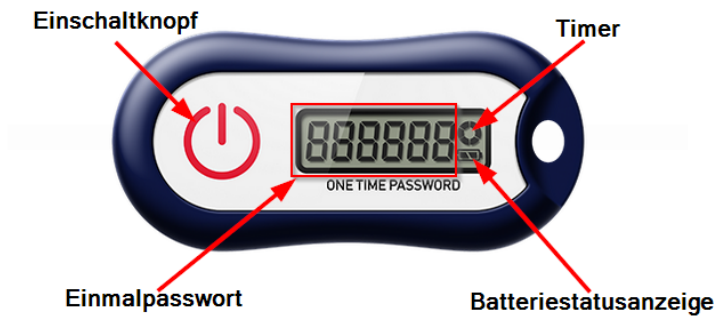 Einschaltknopf
Timer
888888
ONE TIME PASSWORD
Einmalpasswort
Batteriestatusanzeige